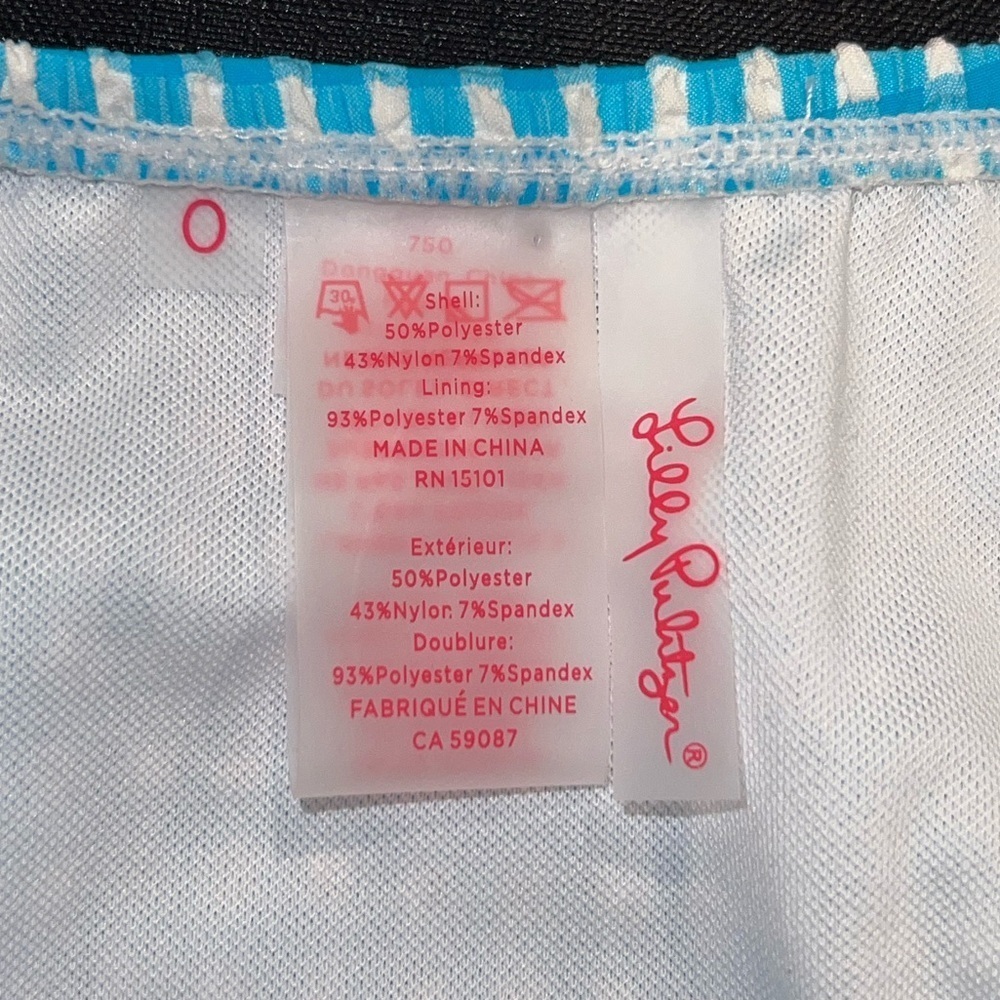 O
750
30
Shell:
50%Polyester
43%Nylon 7%Spandex
Lining:
93%Polyester 7%Spandex
MADE IN CHINA
RN 15101
Extérieur:
50%Polyester
43%Nylon 7%Spandex
Doublure:
93%Polyester 7%Spandex
FABRIQUÉ EN CHINE
CA 59087
Lilly Pulitzer®